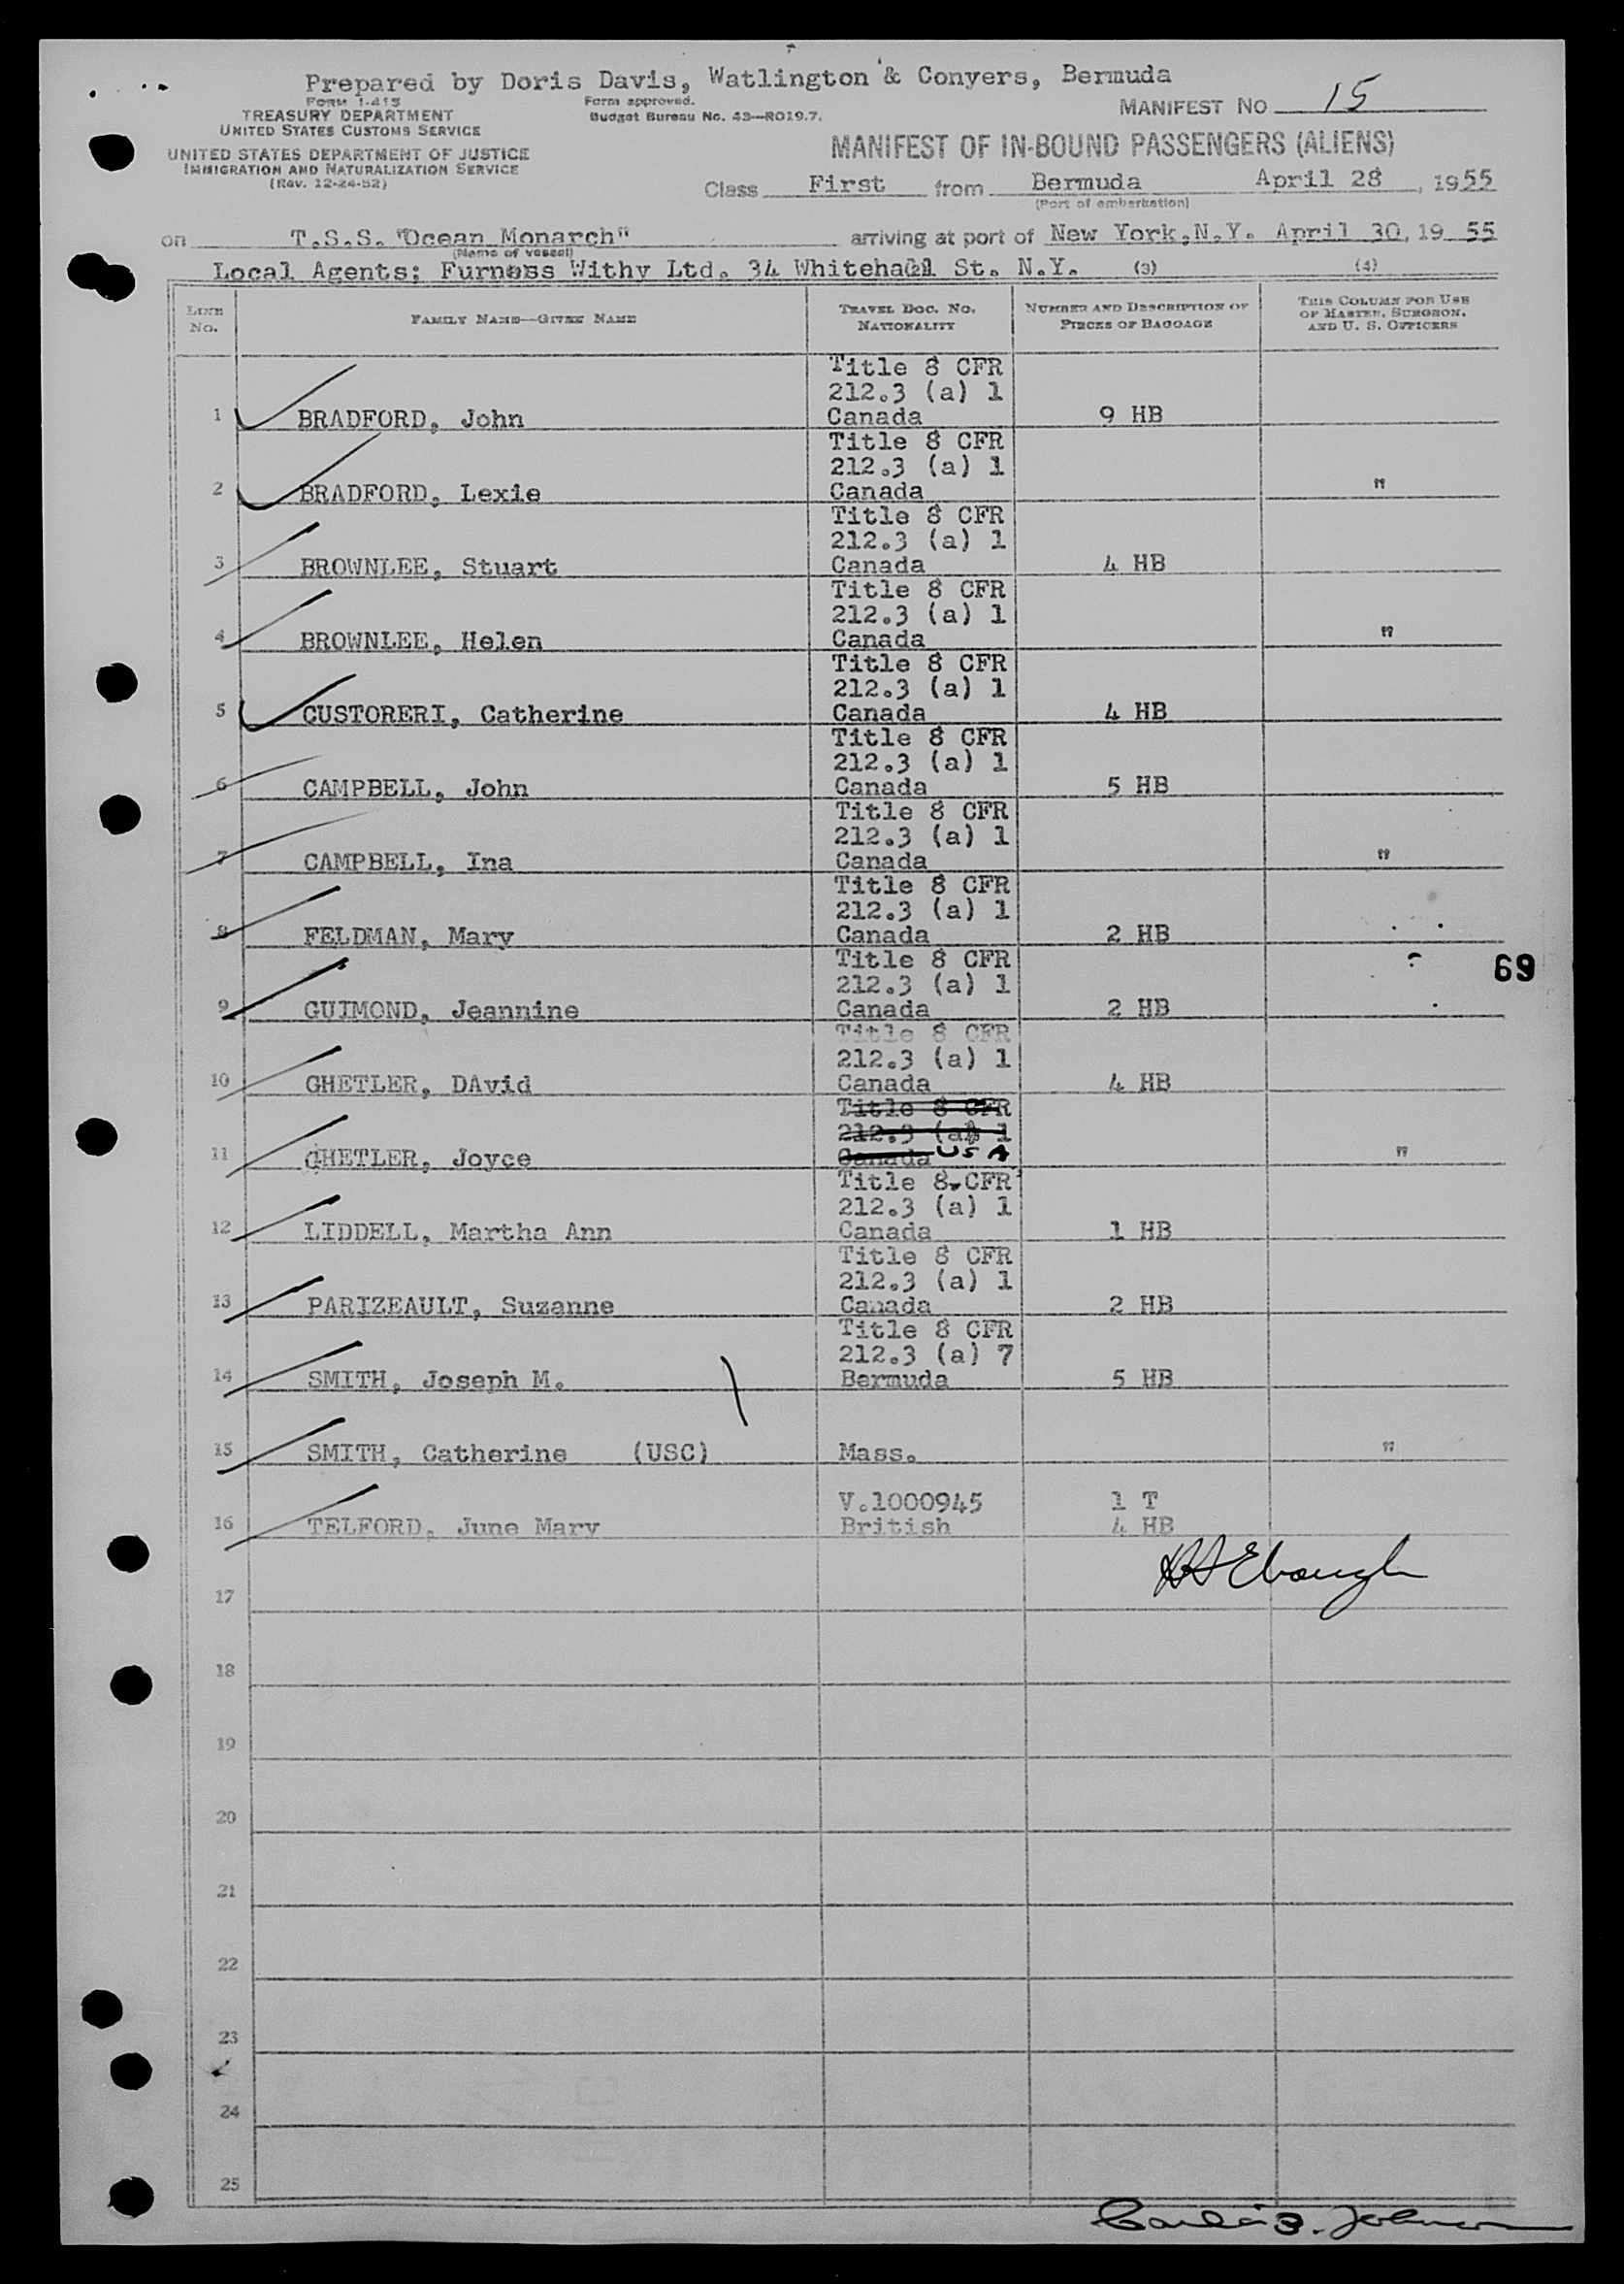 Prepared by Doris Davis, Watlington & Conyers, Bermuda
FORM I-415
TREASURY DEPARTMENT
UNITED STATES CUSTOMS SERVICE
UNITED STATES DEPARTMENT OF JUSTICE
IMMIGRATION AND NATURALIZATION SERVICE
(Rev. 12-24-52)
Form approved.
Budget Bureau No. 43—R019.7.
MANIFEST NO 15
MANIFEST OF IN-BOUND PASSENGERS (ALIENS)
Class First from Bermuda April 28, 1955
(Port of embarkation)
on T.S.S. "Ocean Monarch" arriving at port of New York, N.Y. April 30, 19 55
(Name of vessel)
Local Agents; Furness Withy Ltd. 34 Whitehall St. N.Y. (3) (4)
LINE NO.
FAMILY NAME—GIVEN NAME
TRAVEL DOC. NO. NATIONALITY
NUMBER AND DESCRIPTION OF PIECES OF BAGGAGE
THIS COLUMN FOR USE OF MASTER, SURGEON, AND U. S. OFFICERS
Title 8 CFR
212.3 (a) 1
1 BRADFORD, John Canada 9 HB
Title 8 CFR
212.3 (a) 1
2 BRADFORD, Lexie Canada "
Title 8 CFR
212.3 (a) 1
3 BROWNLEE, Stuart Canada 4 HB
Title 8 CFR
212.3 (a) 1
4 BROWNLEE, Helen Canada "
Title 8 CFR
212.3 (a) 1
5 CUSTORERI, Catherine Canada 4 HB
Title 8 CFR
212.3 (a) 1
6 CAMPBELL, John Canada 5 HB
Title 8 CFR
212.3 (a) 1
7 CAMPBELL, Ina Canada "
Title 8 CFR
212.3 (a) 1
8 FELDMAN, Mary Canada 2 HB
Title 8 CFR
69
212.3 (a) 1
9 GUIMOND, Jeannine Canada 2 HB
Title 8 CFR
212.3 (a) 1
10 GHETLER, DAvid Canada 4 HB
Title 8 CFR
212.3 (a) 1
11 GHETLER, Joyce Canada USA "
Title 8 CFR
212.3 (a) 1
12 LIDDELL, Martha Ann Canada 1 HB
Title 8 CFR
212.3 (a) 1
13 PARIZEAULT, Suzanne Canada 2 HB
Title 8 CFR
212.3 (a) 7
14 SMITH, Joseph M. Bermuda 5 HB
15 SMITH, Catherine (USC) Mass. "
V.1000945 1 T
16 TELFORD, June Mary British 4 HB
17
18
19
20
21
22
23
24
25